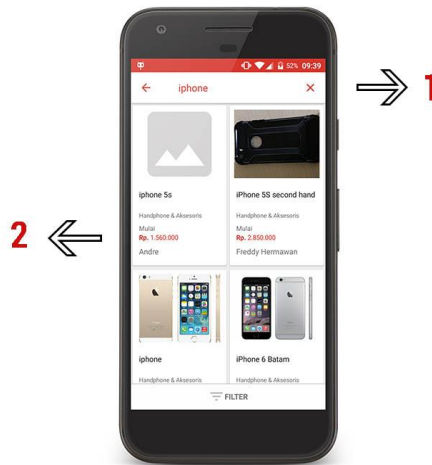 52% 09:39
iphone
1
iphone 5s
Handphone & Aksesoris
Mulai
Rp. 1.560.000
Andre
iPhone 5S second hand
Handphone & Aksesoris
Mulai
Rp. 2.850.000
Freddy Hermawan
2
iphone
Handphone & Aksesoris
iPhone 6 Batam
Handphone & Aksesoris
FILTER